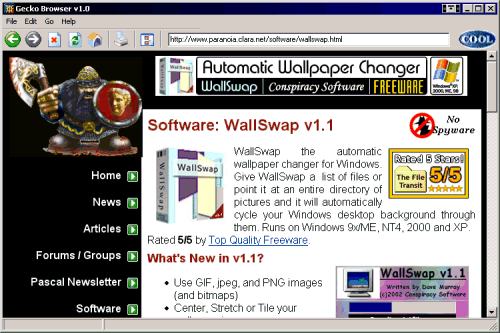 Gecko Browser v1.0
File Edit Go Help
http://www.paranoia.clara.net/software/wallswap.html
COOL
WallSwap
Automatic Wallpaper Changer
WallSwap | Conspiracy Software | FREEWARE
Windows® XP,
2000, ME, 98
Software: WallSwap v1.1
No
Spyware
WallSwap
WallSwap
WallSwap the automatic
wallpaper changer for Windows.
Give WallSwap a list of files or
point it at an entire directory of
pictures and it will automatically
cycle your Windows desktop background through
them. Runs on Windows 9x/ME, NT4, 2000 and XP.
Rated 5/5 by Top Quality Freeware.
Rated 5 Stars!
The File
Transit
5/5
Home
News
Articles
Forums / Groups
Pascal Newsletter
Software
What's New in v1.1?
Use GIF, jpeg, and PNG images
(and bitmaps)
Center, Stretch or Tile your
WallSwap v1.1
Written by Dave Murray
(c)2002 Conspiracy Software